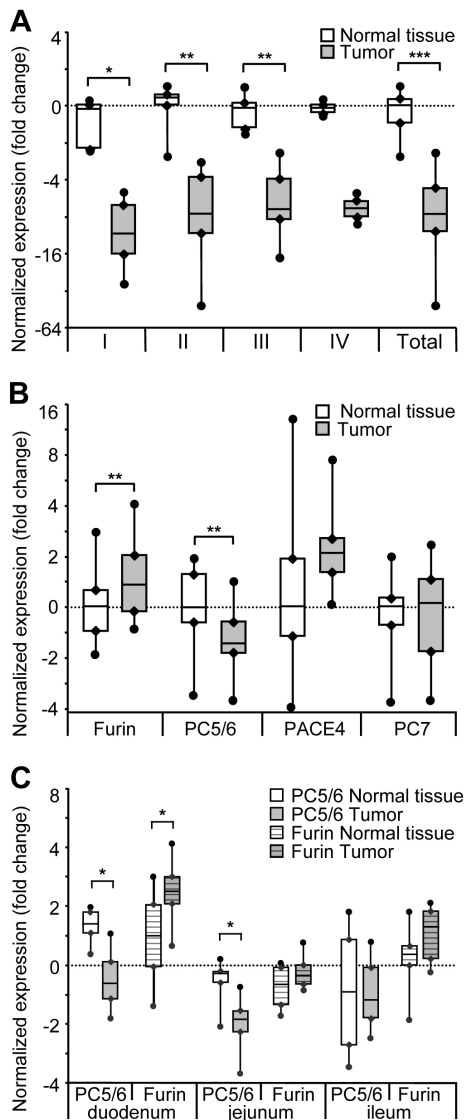 A
Normalized expression (fold change)
4
0
-4
-16
-64
Normal tissue
Tumor
*
**
**
***
I II III IV Total
B
Normalized expression (fold change)
16
8
4
2
0
-2
-4
Normal tissue
Tumor
**
**
Furin PC5/6 PACE4 PC7
C
Normalized expression (fold change)
8
4
2
0
-2
-4
PC5/6 Normal tissue
PC5/6 Tumor
Furin Normal tissue
Furin Tumor
*
*
*
PC5/6 Furin PC5/6 Furin PC5/6 Furin
duodenum jejunum ileum